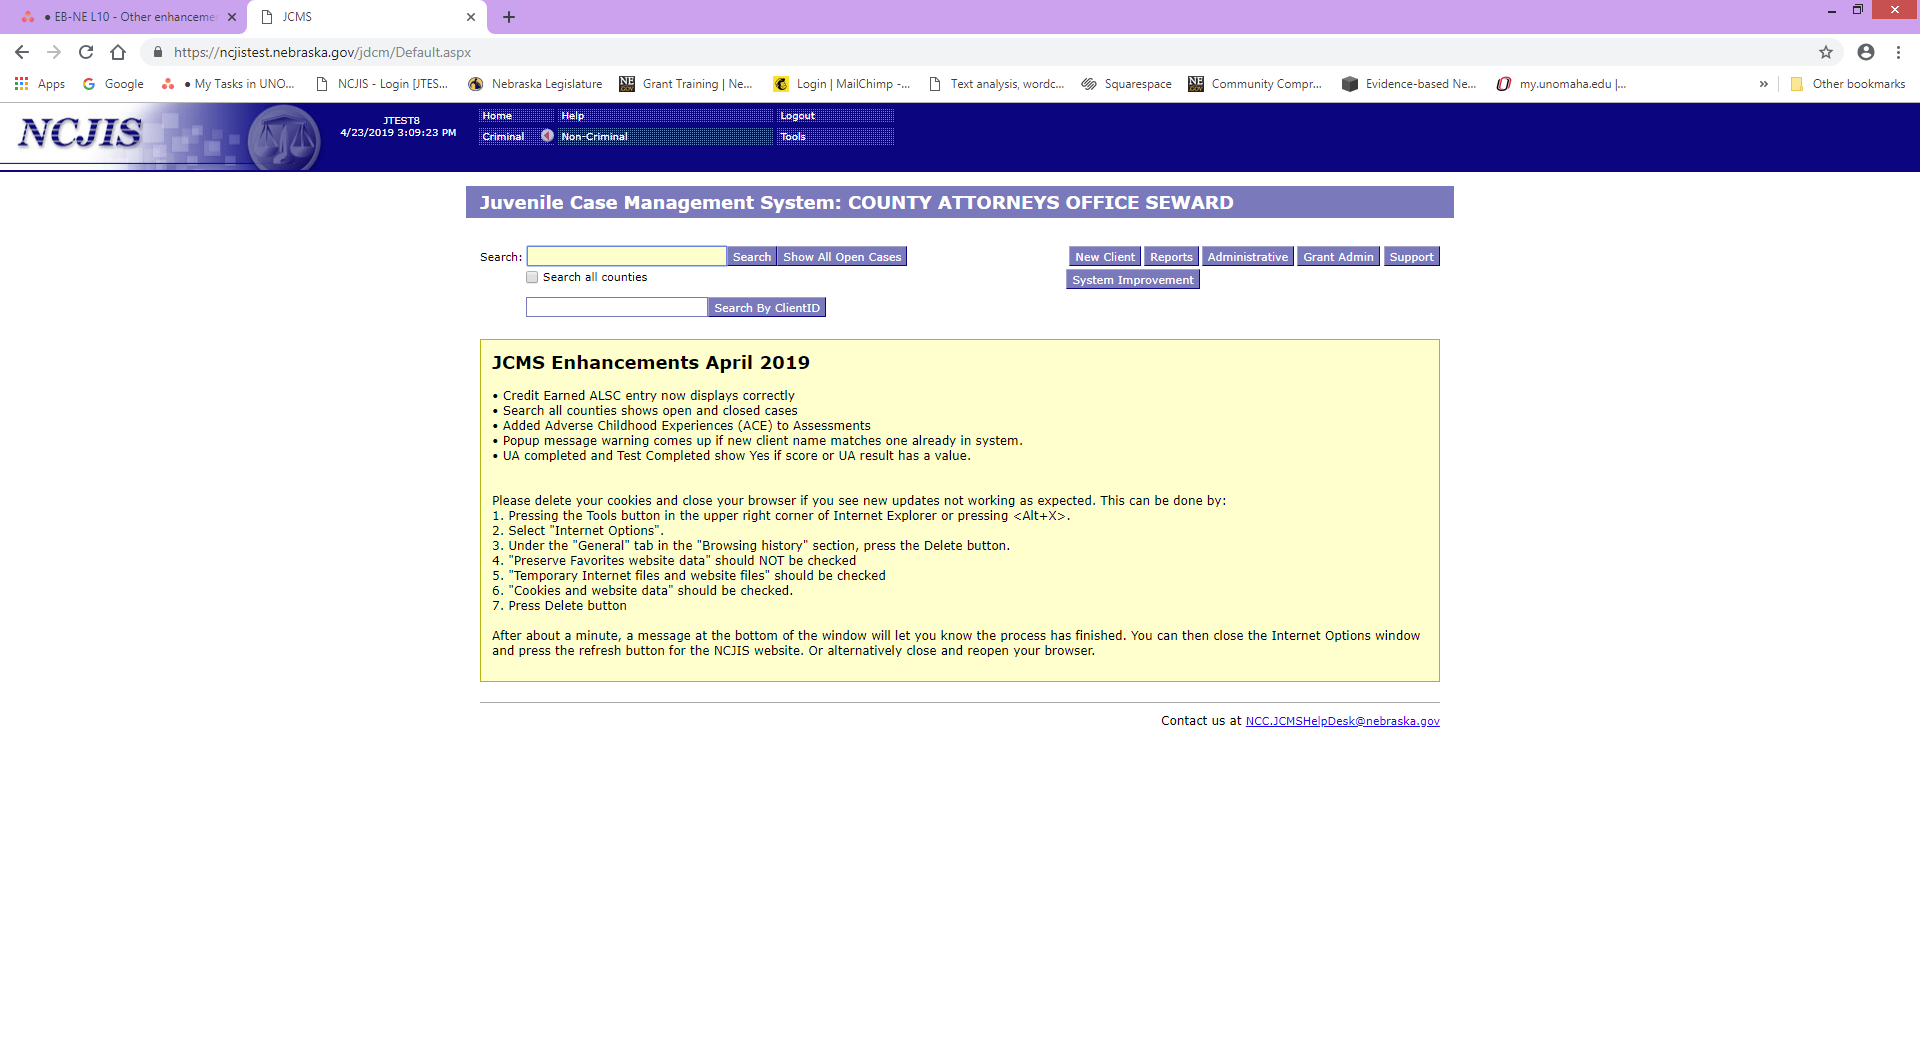 ● EB-NE L10 - Other enhanceme
JCMS
https://ncjistest.nebraska.gov/jdcm/Default.aspx
Apps
Google
● My Tasks in UNO...
NCJIS - Login [JTES...
Nebraska Legislature
Grant Training | Ne...
Login | MailChimp -...
Text analysis, wordc...
Squarespace
Community Compr...
Evidence-based Ne...
my.unomaha.edu |...
»
Other bookmarks
NCJIS
JTEST8
4/23/2019 3:09:23 PM
Home
Help
Logout
Criminal
Non-Criminal
Tools
Juvenile Case Management System: COUNTY ATTORNEYS OFFICE SEWARD
Search:
Search
Show All Open Cases
New Client
Reports
Administrative
Grant Admin
Support
Search all counties
System Improvement
Search By ClientID
JCMS Enhancements April 2019
• Credit Earned ALSC entry now displays correctly
• Search all counties shows open and closed cases
• Added Adverse Childhood Experiences (ACE) to Assessments
• Popup message warning comes up if new client name matches one already in system.
• UA completed and Test Completed show Yes if score or UA result has a value.
Please delete your cookies and close your browser if you see new updates not working as expected. This can be done by:
1. Pressing the Tools button in the upper right corner of Internet Explorer or pressing <Alt+X>.
2. Select "Internet Options".
3. Under the "General" tab in the "Browsing history" section, press the Delete button.
4. "Preserve Favorites website data" should NOT be checked
5. "Temporary Internet files and website files" should be checked
6. "Cookies and website data" should be checked.
7. Press Delete button
After about a minute, a message at the bottom of the window will let you know the process has finished. You can then close the Internet Options window
and press the refresh button for the NCJIS website. Or alternatively close and reopen your browser.
Contact us at NCC.JCMSHelpDesk@nebraska.gov